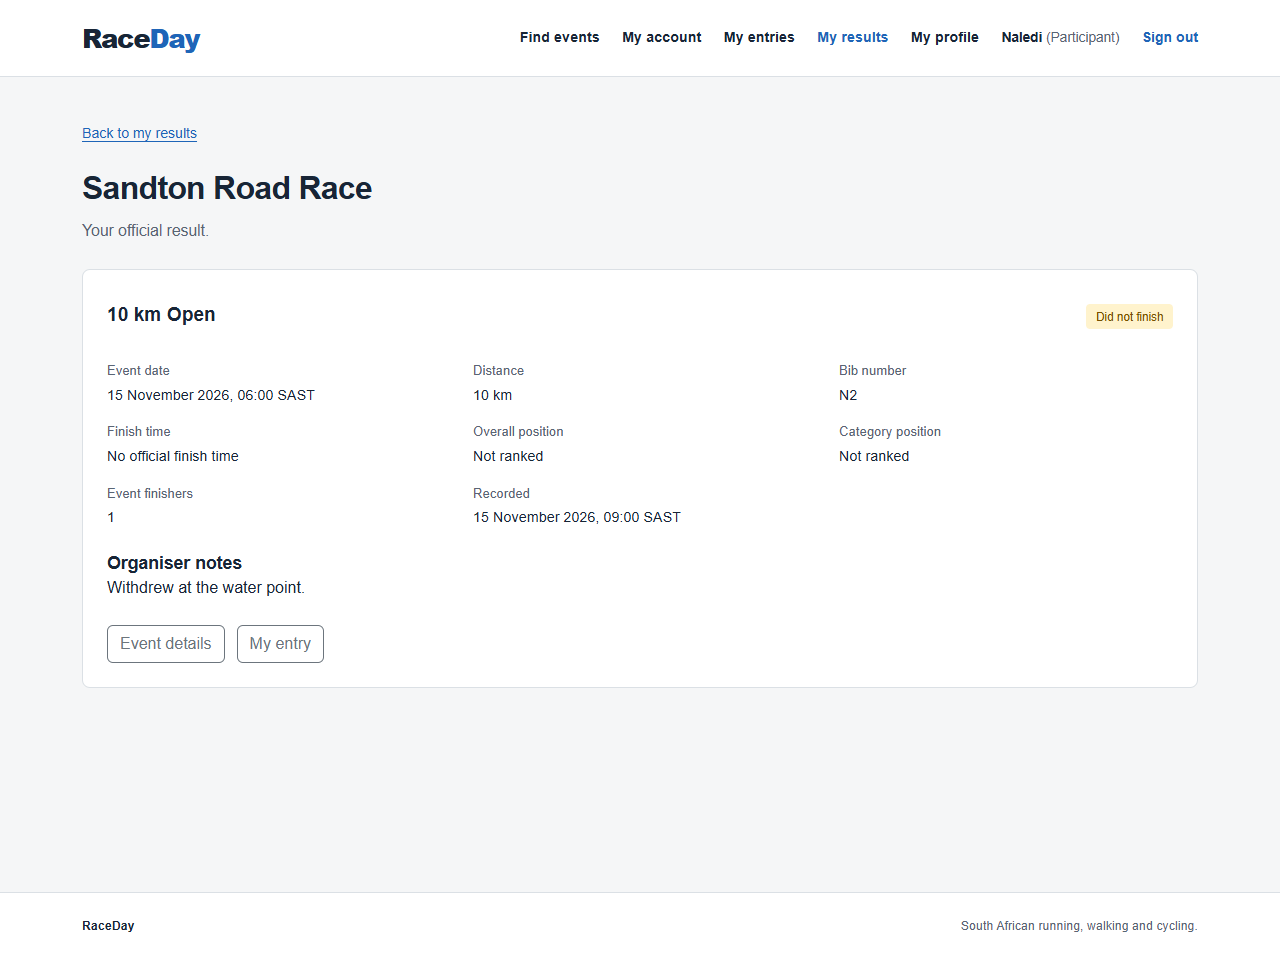 RaceDay
Find events My account My entries My results My profile Naledi (Participant) Sign out
Back to my results
Sandton Road Race
Your official result.
10 km Open
Did not finish
Event date
15 November 2026, 06:00 SAST
Distance
10 km
Bib number
N2
Finish time
No official finish time
Overall position
Not ranked
Category position
Not ranked
Event finishers
1
Recorded
15 November 2026, 09:00 SAST
Organiser notes
Withdrew at the water point.
Event details My entry
RaceDay
South African running, walking and cycling.